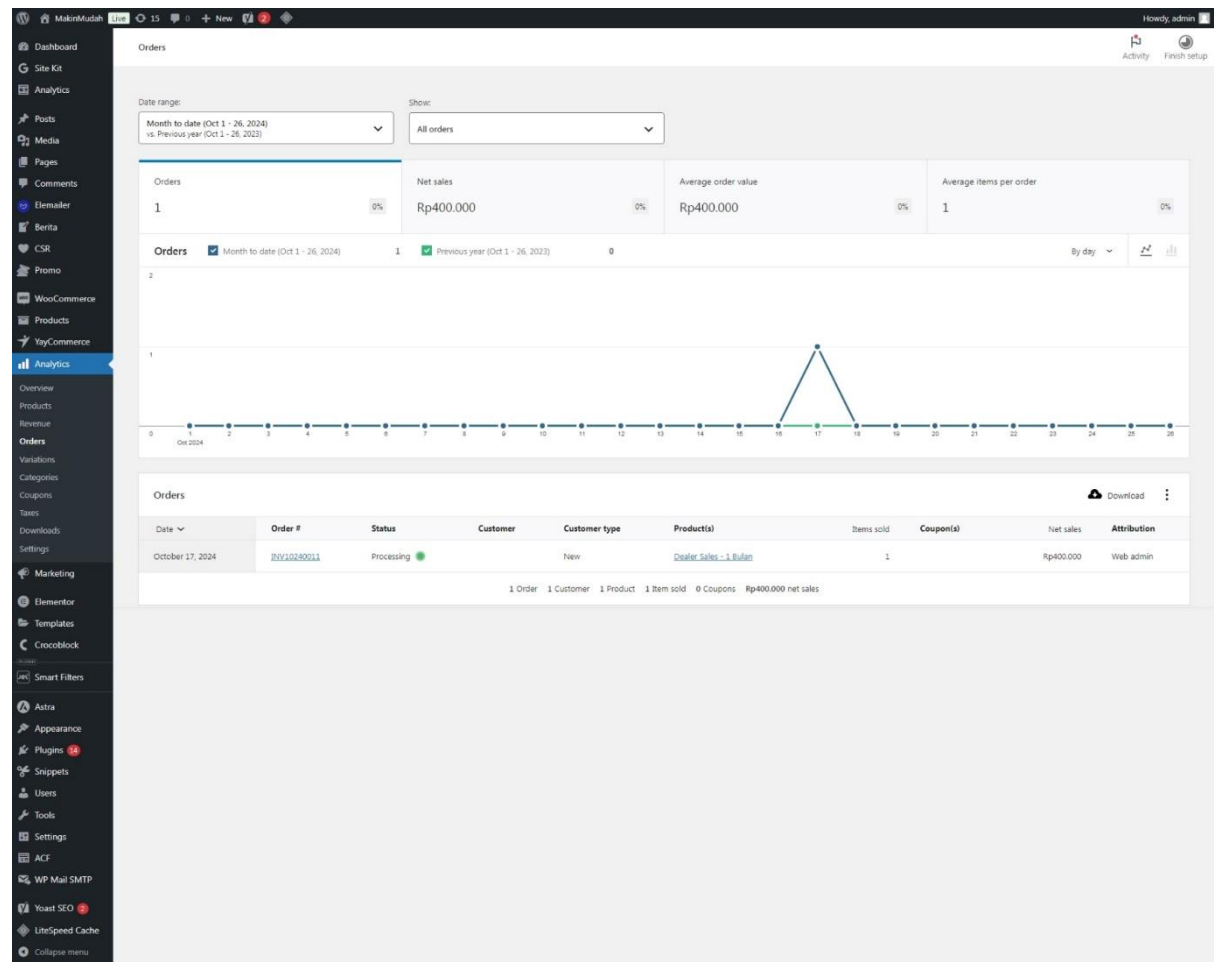 MakinMudah Live 15 0 + New 2 Howdy, admin
Dashboard
Site Kit
Analytics
Posts
Media
Pages
Comments
Elemailer
Berita
CSR
Promo
WooCommerce
Products
YayCommerce
Analytics
Overview
Products
Revenue
Orders
Variations
Categories
Coupons
Taxes
Downloads
Settings
Marketing
Elementor
Templates
Crocoblock
Smart Filters
Astra
Appearance
Plugins 14
Snippets
Users
Tools
Settings
ACF
WP Mail SMTP
Yoast SEO 2
LiteSpeed Cache
Collapse menu
Orders
Activity Finish setup
Date range: Show:
Month to date (Oct 1 - 26, 2024)
vs. Previous year (Oct 1 - 26, 2023)
All orders
Orders Net sales Average order value Average items per order
1 0% Rp400.000 0% Rp400.000 0% 1 0%
Orders Month to date (Oct 1 - 26, 2024) 1 Previous year (Oct 1 - 26, 2023) 0 By day
2
1
0 1 2 3 4 5 6 7 8 9 10 11 12 13 14 15 16 17 18 19 20 21 22 23 24 25 26
Oct 2024
Orders Download
Date Order # Status Customer Customer type Product(s) Items sold Coupon(s) Net sales Attribution
October 17, 2024 INV10240011 Processing New Dealer Sales - 1 Bulan 1 Rp400.000 Web admin
1 Order 1 Customer 1 Product 1 Item sold 0 Coupons Rp400.000 net sales